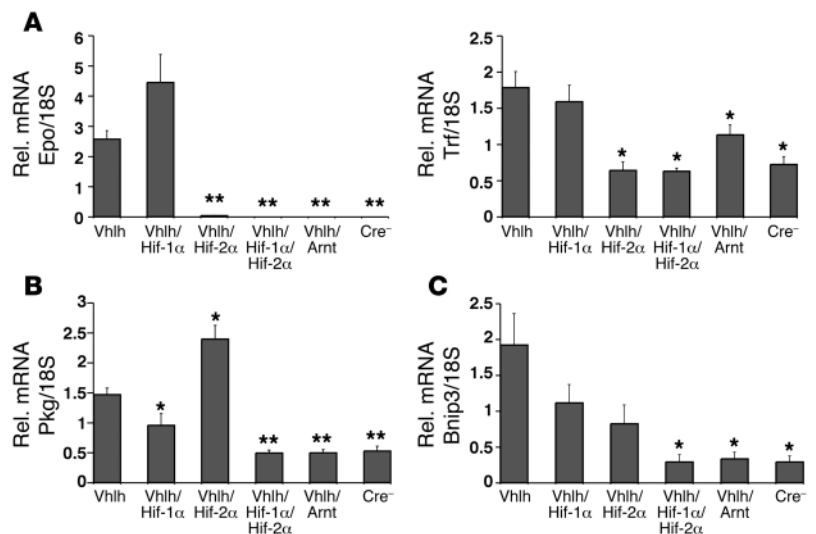 A
Rel. mRNA
Epo/18S
6
5
4
3
2
1
0
**
**
**
**
Vhlh
Vhlh/
Hif-1α
Vhlh/
Hif-2α
Vhlh/
Hif-1α/
Hif-2α
Vhlh/
Arnt
Cre⁻
Rel. mRNA
Trf/18S
2.5
2
1.5
1
0.5
0
*
*
*
*
Vhlh
Vhlh/
Hif-1α
Vhlh/
Hif-2α
Vhlh/
Hif-1α/
Hif-2α
Vhlh/
Arnt
Cre⁻
B
Rel. mRNA
Pkg/18S
3
2.5
2
1.5
1
0.5
0
*
*
**
**
**
Vhlh
Vhlh/
Hif-1α
Vhlh/
Hif-2α
Vhlh/
Hif-1α/
Hif-2α
Vhlh/
Arnt
Cre⁻
C
Rel. mRNA
Bnip3/18S
2.5
2
1.5
1
0.5
0
*
*
*
Vhlh
Vhlh/
Hif-1α
Vhlh/
Hif-2α
Vhlh/
Hif-1α/
Hif-2α
Vhlh/
Arnt
Cre⁻